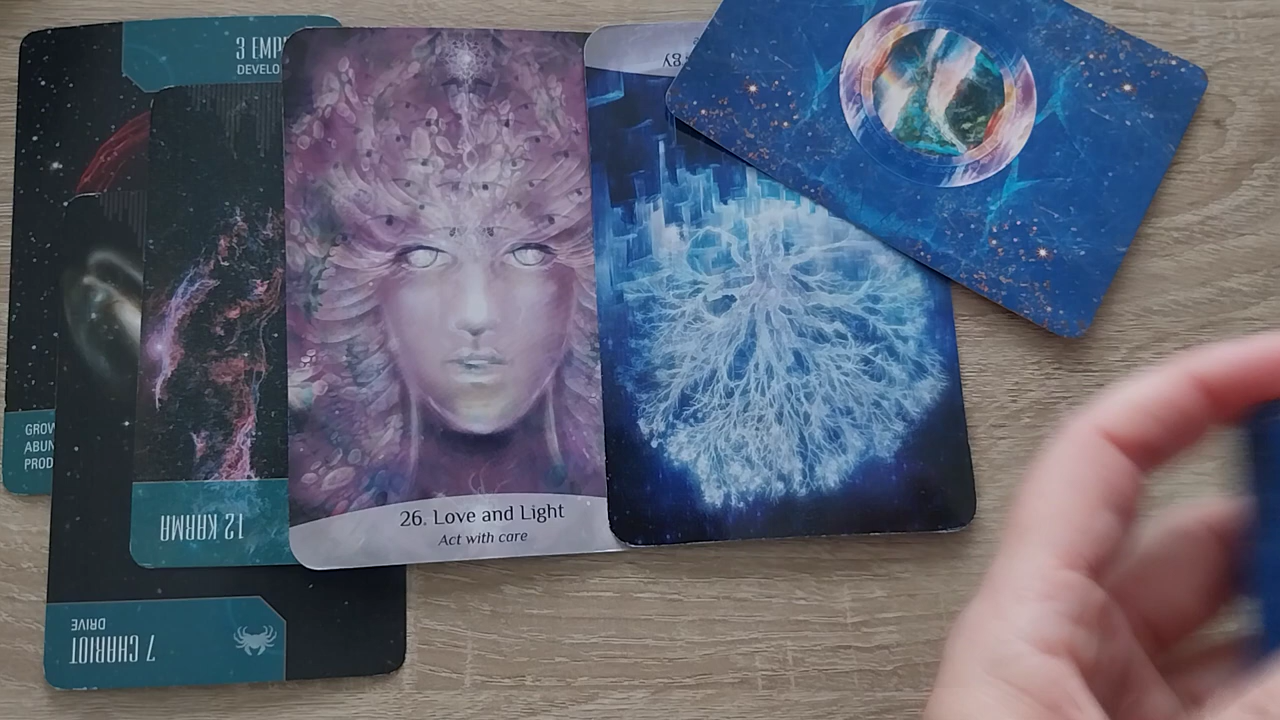 3 EMP
DEVELO
GROW
ABUN
PROD
12 KARMA
7 CHARIOT
DRIVE
26. Love and Light
Act with care